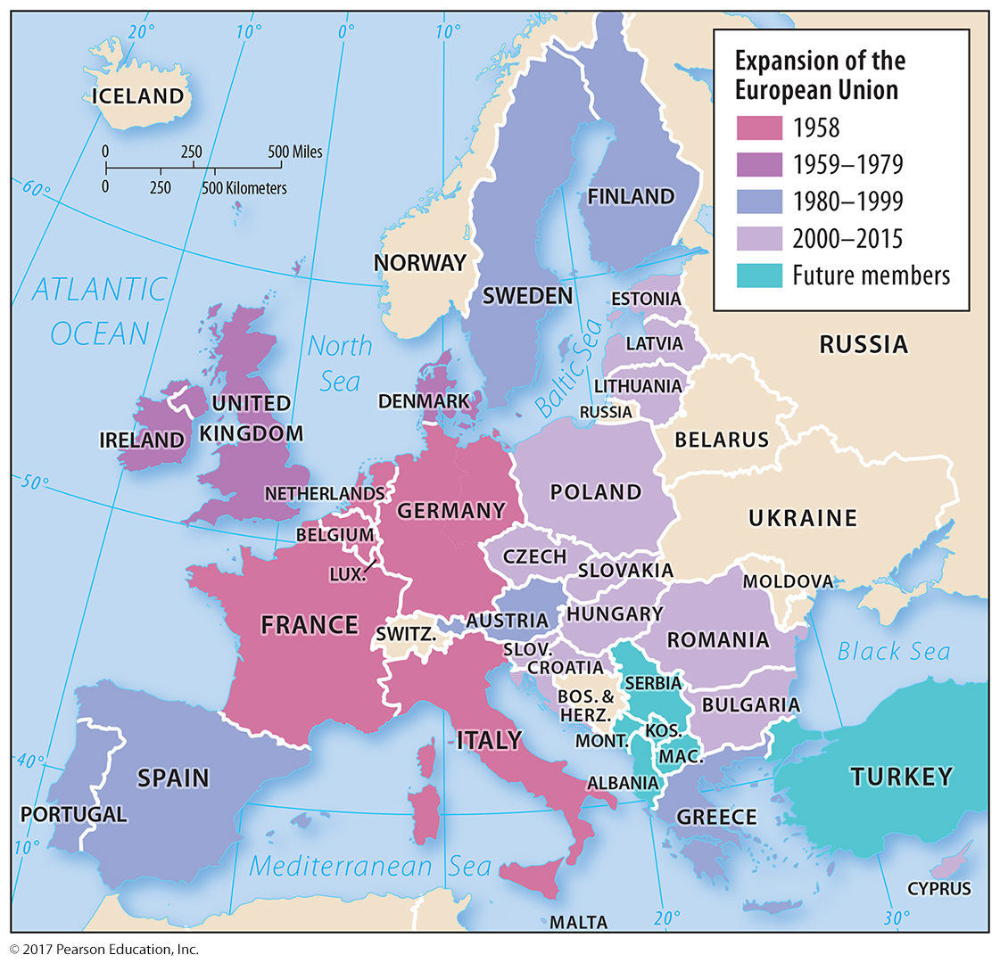 20°
10°
0°
10°
Expansion of the
European Union
1958
1959–1979
1980–1999
2000–2015
Future members
ICELAND
0
250
500 Miles
0
250
500 Kilometers
60°
FINLAND
NORWAY
SWEDEN
ATLANTIC
OCEAN
ESTONIA
North
Sea
LATVIA
RUSSIA
Baltic Sea
LITHUANIA
DENMARK
UNITED
KINGDOM
RUSSIA
IRELAND
BELARUS
50°
NETHERLANDS
POLAND
GERMANY
UKRAINE
BELGIUM
CZECH
LUX.
SLOVAKIA
MOLDOVA
FRANCE
AUSTRIA
HUNGARY
SWITZ.
ROMANIA
SLOV.
Black Sea
CROATIA
SERBIA
BOS. &
HERZ.
BULGARIA
KOS.
MONT.
ITALY
MAC.
40°
SPAIN
ALBANIA
TURKEY
PORTUGAL
GREECE
10°
Mediterranean Sea
CYPRUS
MALTA
20°
30°
© 2017 Pearson Education, Inc.